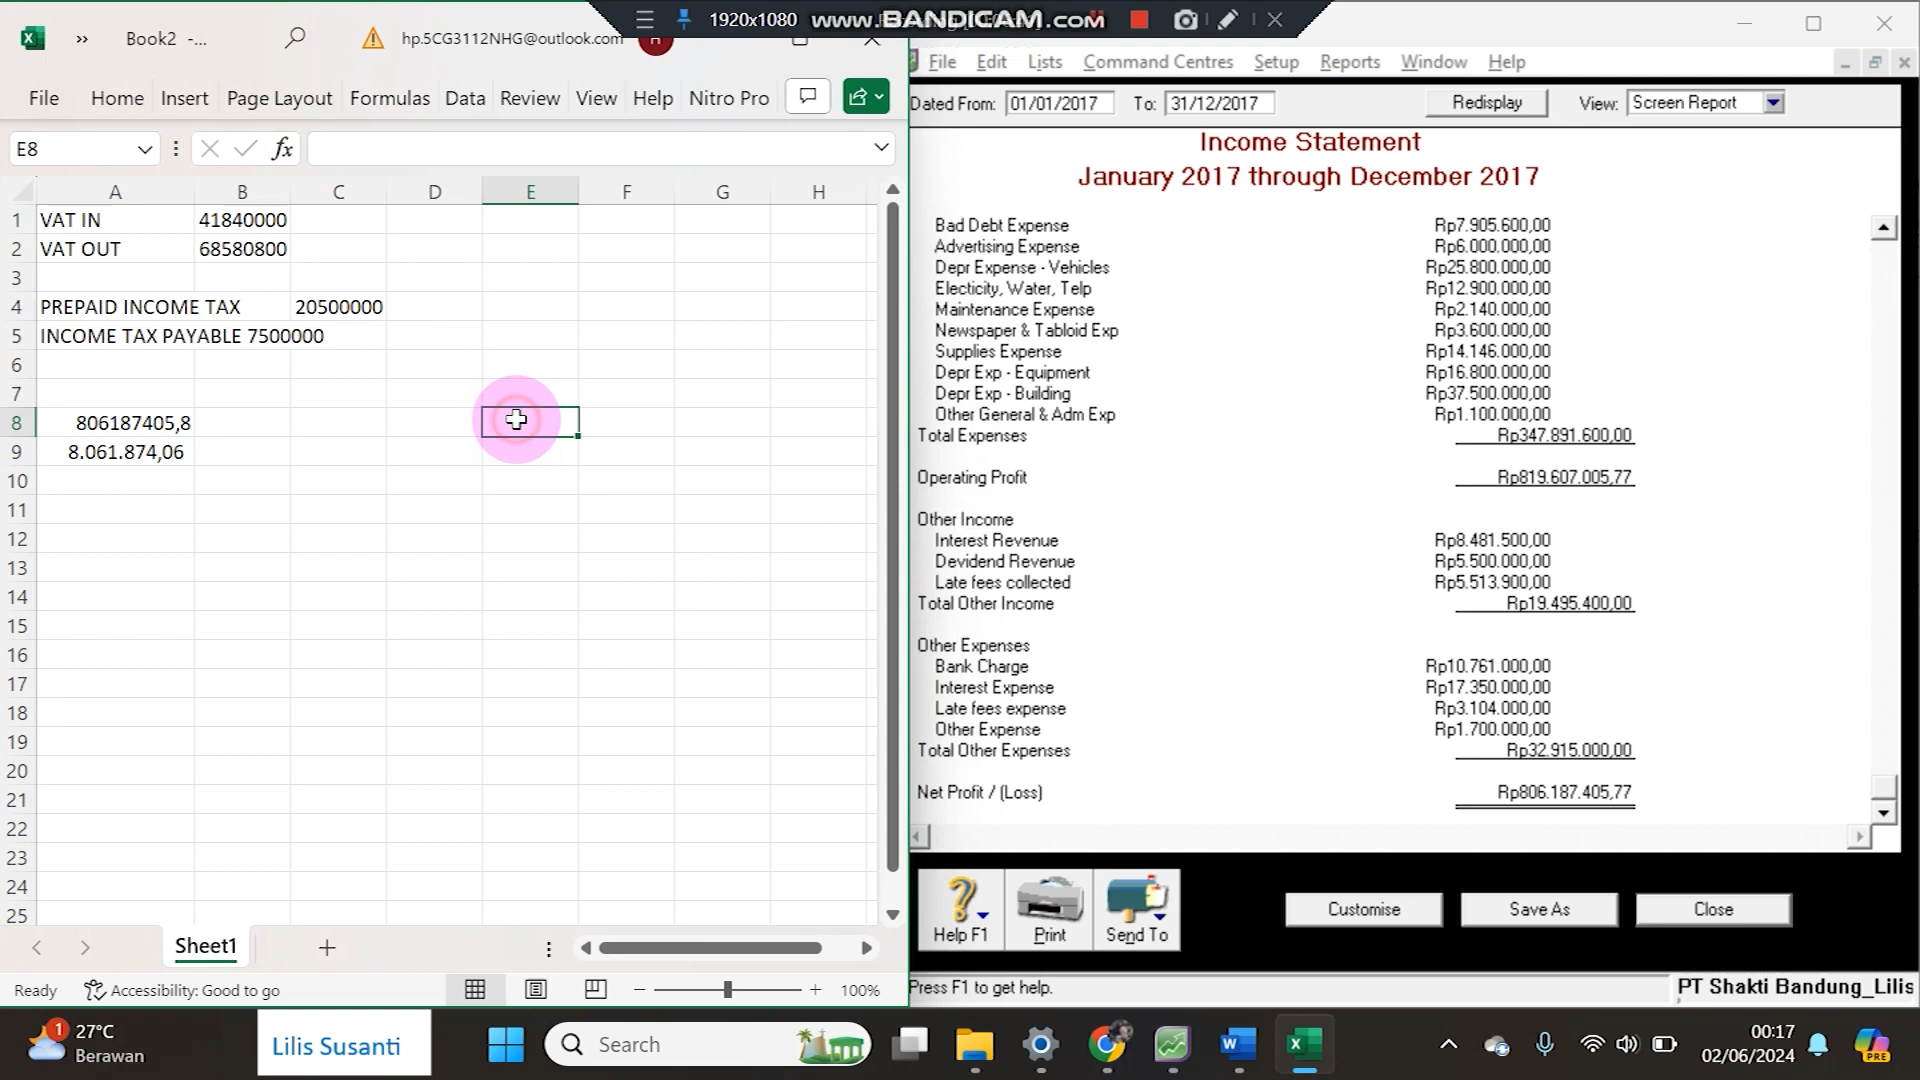 1920x1080 www.BANDICAM.com
Book2 -...
hp.5CG3112NHG@outlook.com
File Home Insert Page Layout Formulas Data Review View Help Nitro Pro
E8
fx
A B C D E F G H
1 VAT IN 41840000
2 VAT OUT 68580800
3
4 PREPAID INCOME TAX 20500000
5 INCOME TAX PAYABLE 7500000
6
7
8 806187405,8
9 8.061.874,06
10
11
12
13
14
15
16
17
18
19
20
21
22
23
24
25
Sheet1
Ready Accessibility: Good to go 100%
File Edit Lists Command Centres Setup Reports Window Help
Dated From: 01/01/2017 To: 31/12/2017 Redisplay View: Screen Report
Income Statement
January 2017 through December 2017
Bad Debt Expense Rp7.905.600,00
Advertising Expense Rp6.000.000,00
Depr Expense - Vehicles Rp25.800.000,00
Electicity, Water, Telp Rp12.900.000,00
Maintenance Expense Rp2.140.000,00
Newspaper & Tabloid Exp Rp3.600.000,00
Supplies Expense Rp14.146.000,00
Depr Exp - Equipment Rp16.800.000,00
Depr Exp - Building Rp37.500.000,00
Other General & Adm Exp Rp1.100.000,00
Total Expenses Rp347.891.600,00
Operating Profit Rp819.607.005,77
Other Income
Interest Revenue Rp8.481.500,00
Devidend Revenue Rp5.500.000,00
Late fees collected Rp5.513.900,00
Total Other Income Rp19.495.400,00
Other Expenses
Bank Charge Rp10.761.000,00
Interest Expense Rp17.350.000,00
Late fees expense Rp3.104.000,00
Other Expense Rp1.700.000,00
Total Other Expenses Rp32.915.000,00
Net Profit / (Loss) Rp806.187.405,77
Help F1 Print Send To Customise Save As Close
Press F1 to get help. PT Shakti Bandung_Lilis
1 27°C
Berawan
Lilis Susanti
Search
00:17
02/06/2024
PRE